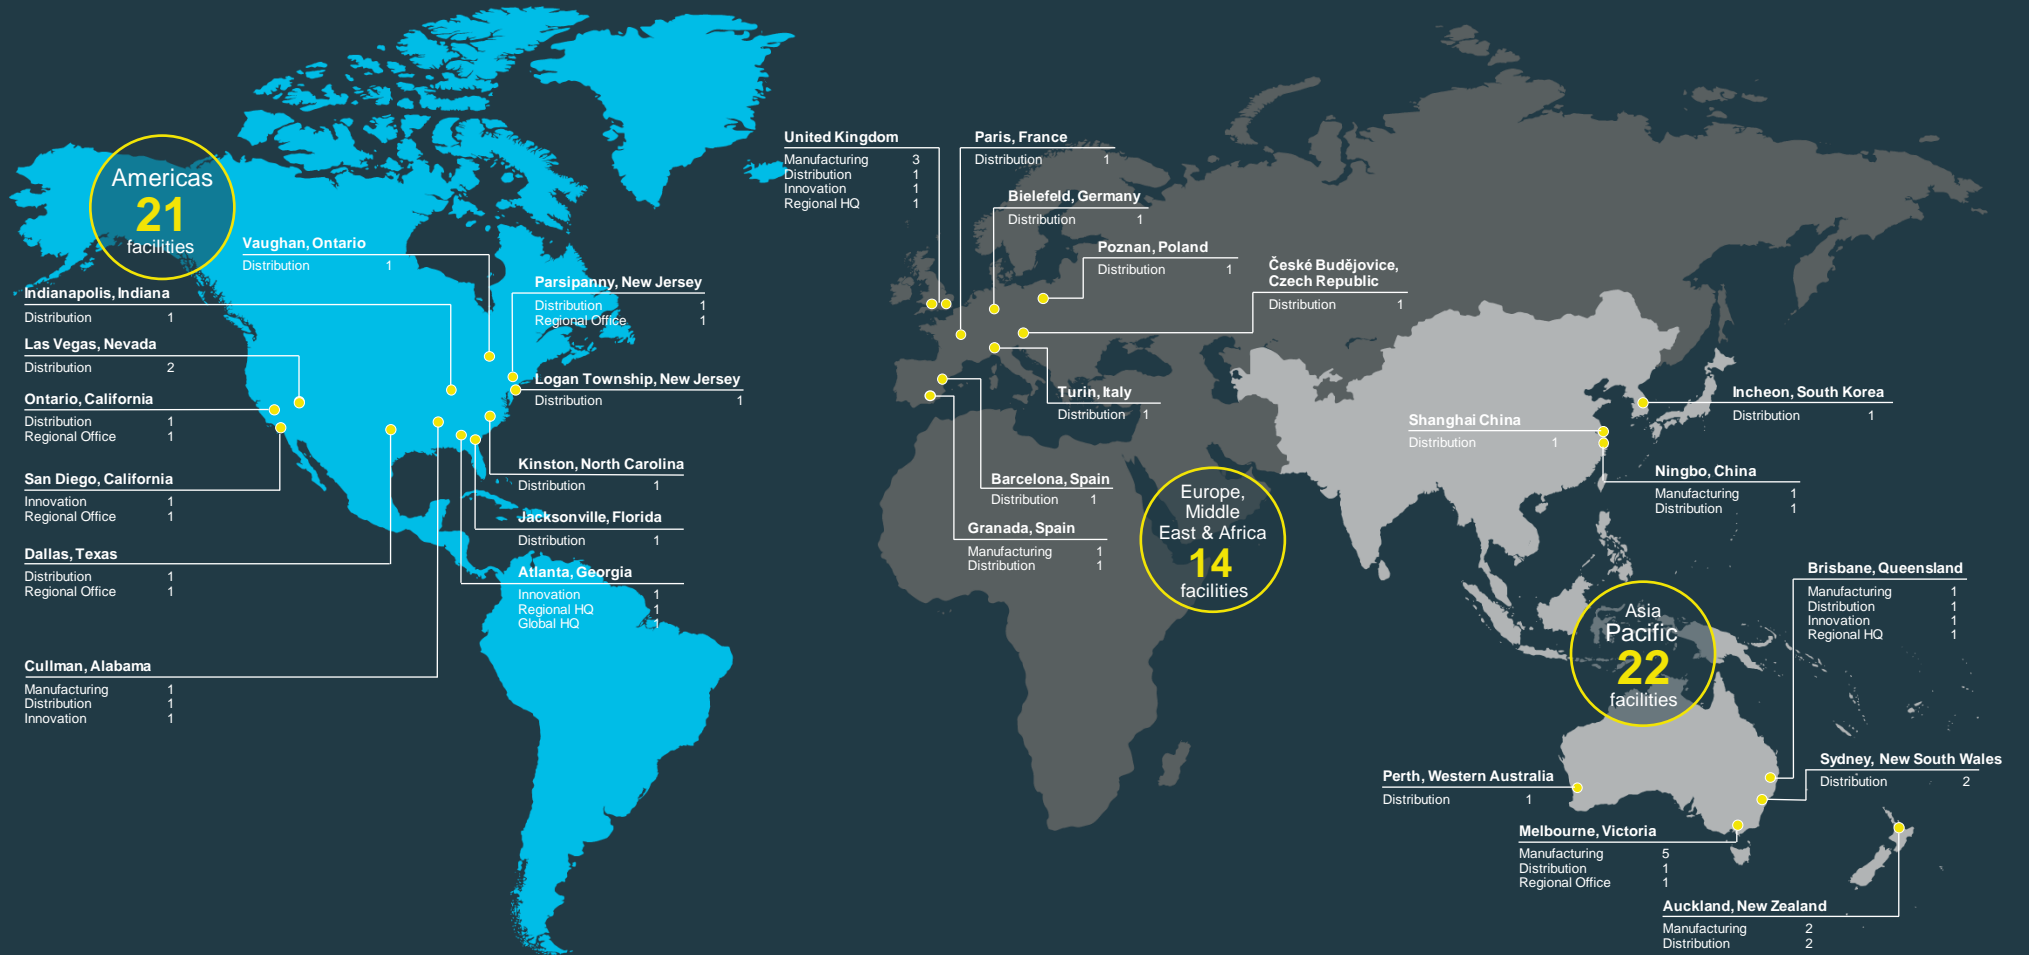 Americas
21
facilities
Vaughan, Ontario
Distribution 1
Indianapolis, Indiana
Distribution 1
Las Vegas, Nevada
Distribution 2
Ontario, California
Distribution 1
Regional Office 1
San Diego, California
Innovation 1
Regional Office 1
Dallas, Texas
Distribution 1
Regional Office 1
Cullman, Alabama
Manufacturing 1
Distribution 1
Innovation 1
Parsipanny, New Jersey
Distribution 1
Regional Office 1
Logan Township, New Jersey
Distribution 1
Kinston, North Carolina
Distribution 1
Jacksonville, Florida
Distribution 1
Atlanta, Georgia
Innovation 1
Regional HQ 1
Global HQ 1
United Kingdom
Manufacturing 3
Distribution 1
Innovation 1
Regional HQ 1
Paris, France
Distribution 1
Bielefeld, Germany
Distribution 1
Poznan, Poland
Distribution 1
České Budějovice,
Czech Republic
Distribution 1
Turin, Italy
Distribution 1
Barcelona, Spain
Distribution 1
Granada, Spain
Manufacturing 1
Distribution 1
Europe,
Middle
East & Africa
14
facilities
Shanghai China
Distribution 1
Incheon, South Korea
Distribution 1
Ningbo, China
Manufacturing 1
Distribution 1
Asia
Pacific
22
facilities
Brisbane, Queensland
Manufacturing 1
Distribution 1
Innovation 1
Regional HQ 1
Sydney, New South Wales
Distribution 2
Perth, Western Australia
Distribution 1
Melbourne, Victoria
Manufacturing 5
Distribution 1
Regional Office 1
Auckland, New Zealand
Manufacturing 2
Distribution 2